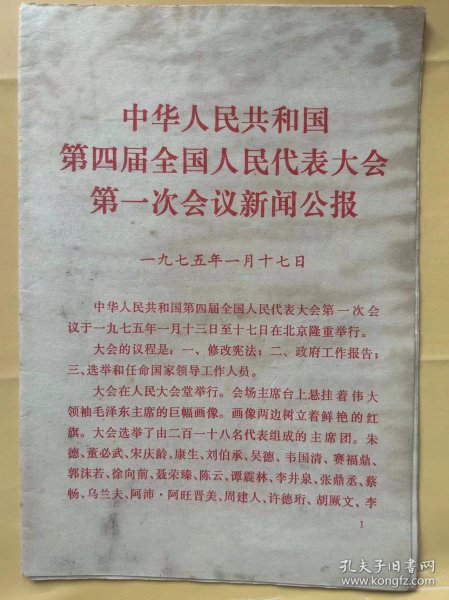 中华人民共和国
第四届全国人民代表大会
第一次会议新闻公报
一九七五年一月十七日
中华人民共和国第四届全国人民代表大会第一次会
议于一九七五年一月十三日至十七日在北京隆重举行。
大会的议程是：一、修改宪法；二、政府工作报告；
三、选举和任命国家领导工作人员。
大会在人民大会堂举行。会场主席台上悬挂着伟大
领袖毛泽东主席的巨幅画像。画像两边树立着鲜艳的红
旗。大会选举了由二百一十八名代表组成的主席团。朱
德、董必武、宋庆龄、康生、刘伯承、吴德、韦国清、赛福鼎、
郭沫若、徐向前、聂荣臻、陈云、谭震林、李井泉、张鼎丞、蔡
畅、乌兰夫、阿沛·阿旺晋美、周建人、许德珩、胡厥文、李
1
孔夫子旧书网
www.kongfz.com